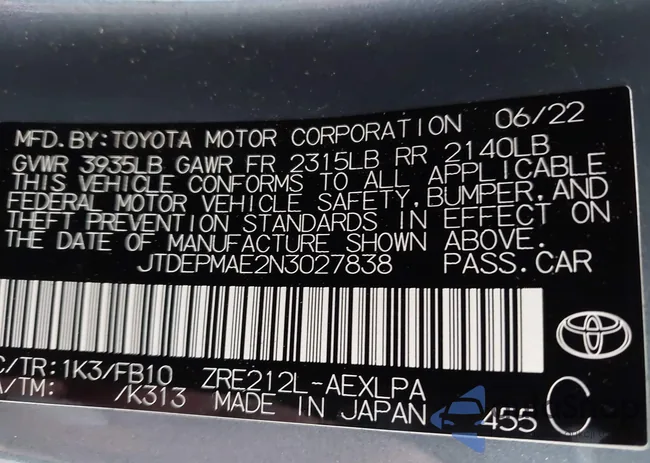 MFD.BY:TOYOTA MOTOR CORPORATION 06/22
GVWR 3935LB GAWR FR 2315LB RR 2140LB
THIS VEHICLE CONFORMS TO ALL APPLICABLE
FEDERAL MOTOR VEHICLE SAFETY,BUMPER,AND
THEFT PREVENTION STANDARDS IN EFFECT ON
THE DATE OF MANUFACTURE SHOWN ABOVE.
JTDEPMAE2N3027838 PASS.CAR
C/TR:1K3/FB10 ZRE212L-AEXLPA
A/TM: /K313 MADE IN JAPAN 455 C